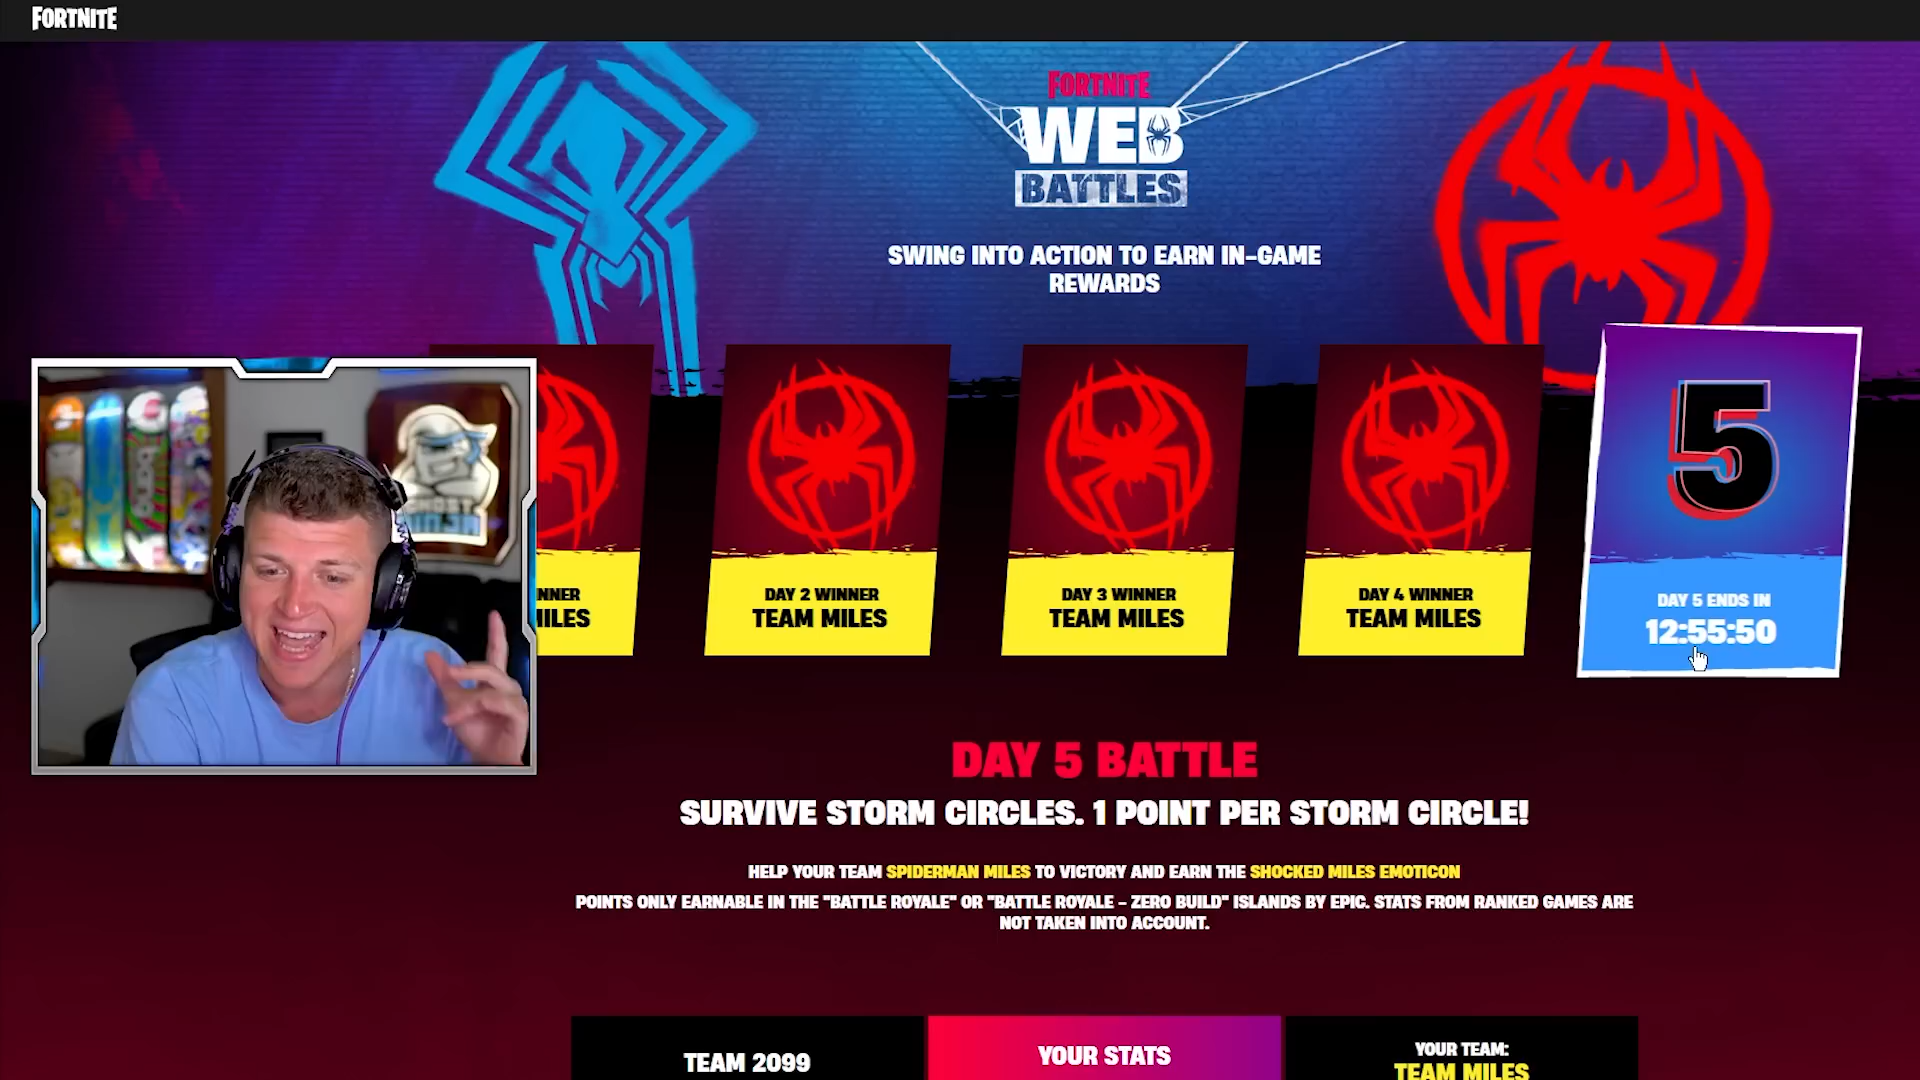 FORTNITE
FORTNITE
WEB
BATTLES
SWING INTO ACTION TO EARN IN-GAME
REWARDS
NNER
ILES
DAY 2 WINNER
TEAM MILES
DAY 3 WINNER
TEAM MILES
DAY 4 WINNER
TEAM MILES
5
DAY 5 ENDS IN
12:55:50
DAY 5 BATTLE
SURVIVE STORM CIRCLES. 1 POINT PER STORM CIRCLE!
HELP YOUR TEAM SPIDERMAN MILES TO VICTORY AND EARN THE SHOCKED MILES EMOTICON
POINTS ONLY EARNABLE IN THE "BATTLE ROYALE" OR "BATTLE ROYALE - ZERO BUILD" ISLANDS BY EPIC. STATS FROM RANKED GAMES ARE
NOT TAKEN INTO ACCOUNT.
TEAM 2099
YOUR STATS
YOUR TEAM:
TEAM MILES